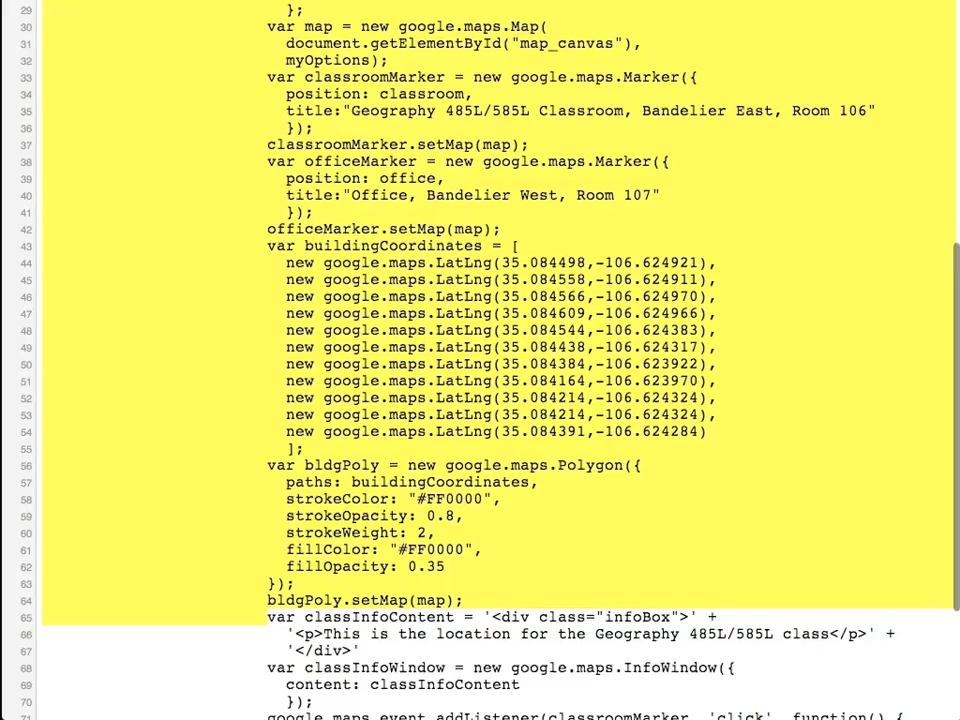 29 };
30 var map = new google.maps.Map(
31 document.getElementById("map_canvas"),
32 myOptions);
33 var classroomMarker = new google.maps.Marker({
34 position: classroom,
35 title:"Geography 485L/585L Classroom, Bandelier East, Room 106"
36 });
37 classroomMarker.setMap(map);
38 var officeMarker = new google.maps.Marker({
39 position: office,
40 title:"Office, Bandelier West, Room 107"
41 });
42 officeMarker.setMap(map);
43 var buildingCoordinates = [
44 new google.maps.LatLng(35.084498,-106.624921),
45 new google.maps.LatLng(35.084558,-106.624911),
46 new google.maps.LatLng(35.084566,-106.624970),
47 new google.maps.LatLng(35.084609,-106.624966),
48 new google.maps.LatLng(35.084544,-106.624383),
49 new google.maps.LatLng(35.084438,-106.624317),
50 new google.maps.LatLng(35.084384,-106.623922),
51 new google.maps.LatLng(35.084164,-106.623970),
52 new google.maps.LatLng(35.084214,-106.624324),
53 new google.maps.LatLng(35.084214,-106.624324),
54 new google.maps.LatLng(35.084391,-106.624284)
55 ];
56 var bldgPoly = new google.maps.Polygon({
57 paths: buildingCoordinates,
58 strokeColor: "#FF0000",
59 strokeOpacity: 0.8,
60 strokeWeight: 2,
61 fillColor: "#FF0000",
62 fillOpacity: 0.35
63 });
64 bldgPoly.setMap(map);
65 var classInfoContent = '<div class="infoBox">' +
66 '<p>This is the location for the Geography 485L/585L class</p>' +
67 '</div>'
68 var classInfoWindow = new google.maps.InfoWindow({
69 content: classInfoContent
70 });
71 google.maps.event.addListener(classroomMarker, 'click', function() {